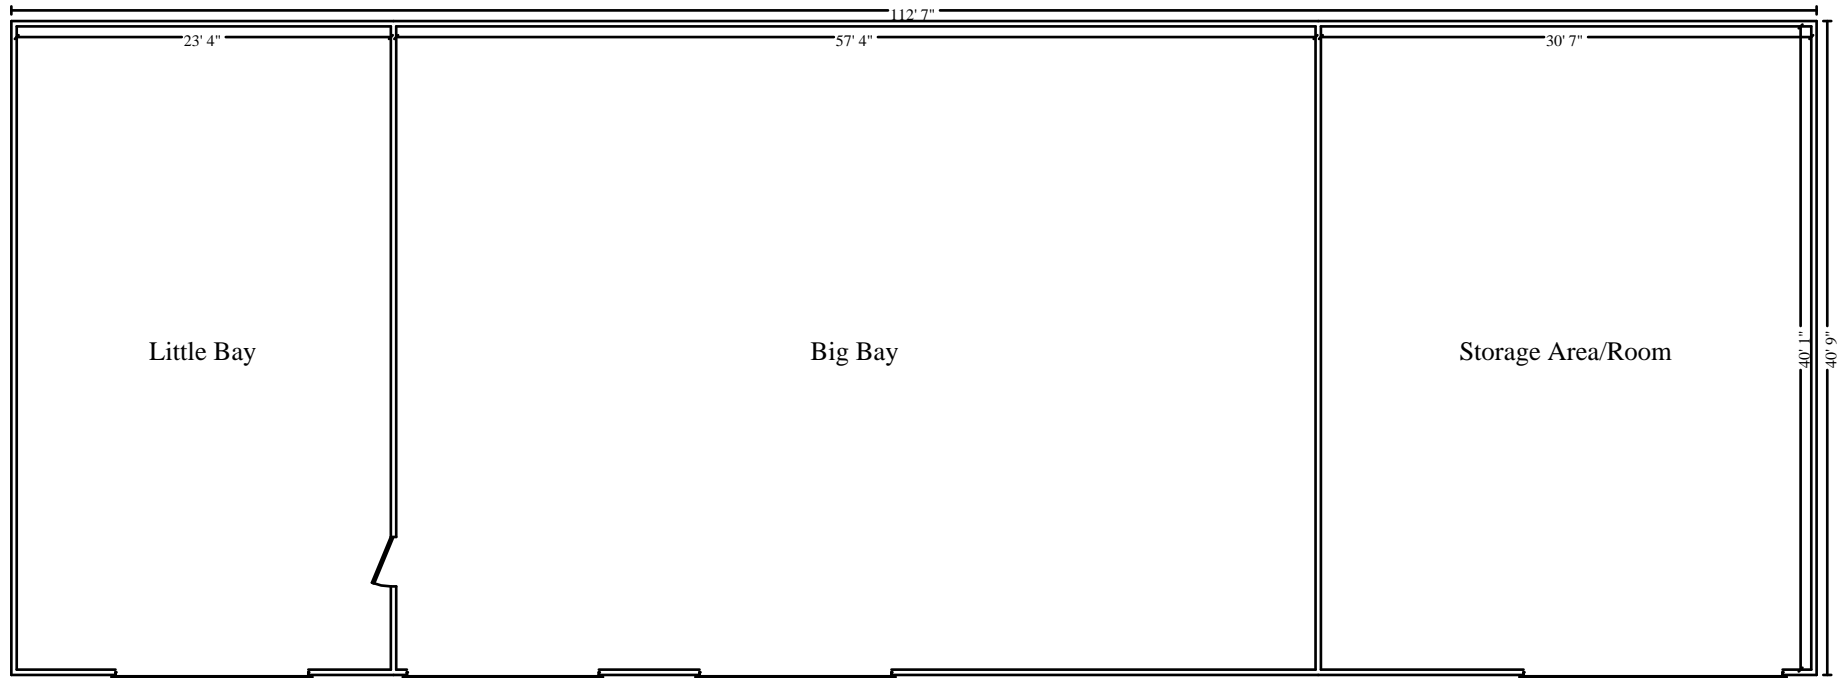 112' 7"
23' 4"
57' 4"
30' 7"
Little Bay
Big Bay
Storage Area/Room
40' 1"
40' 9"